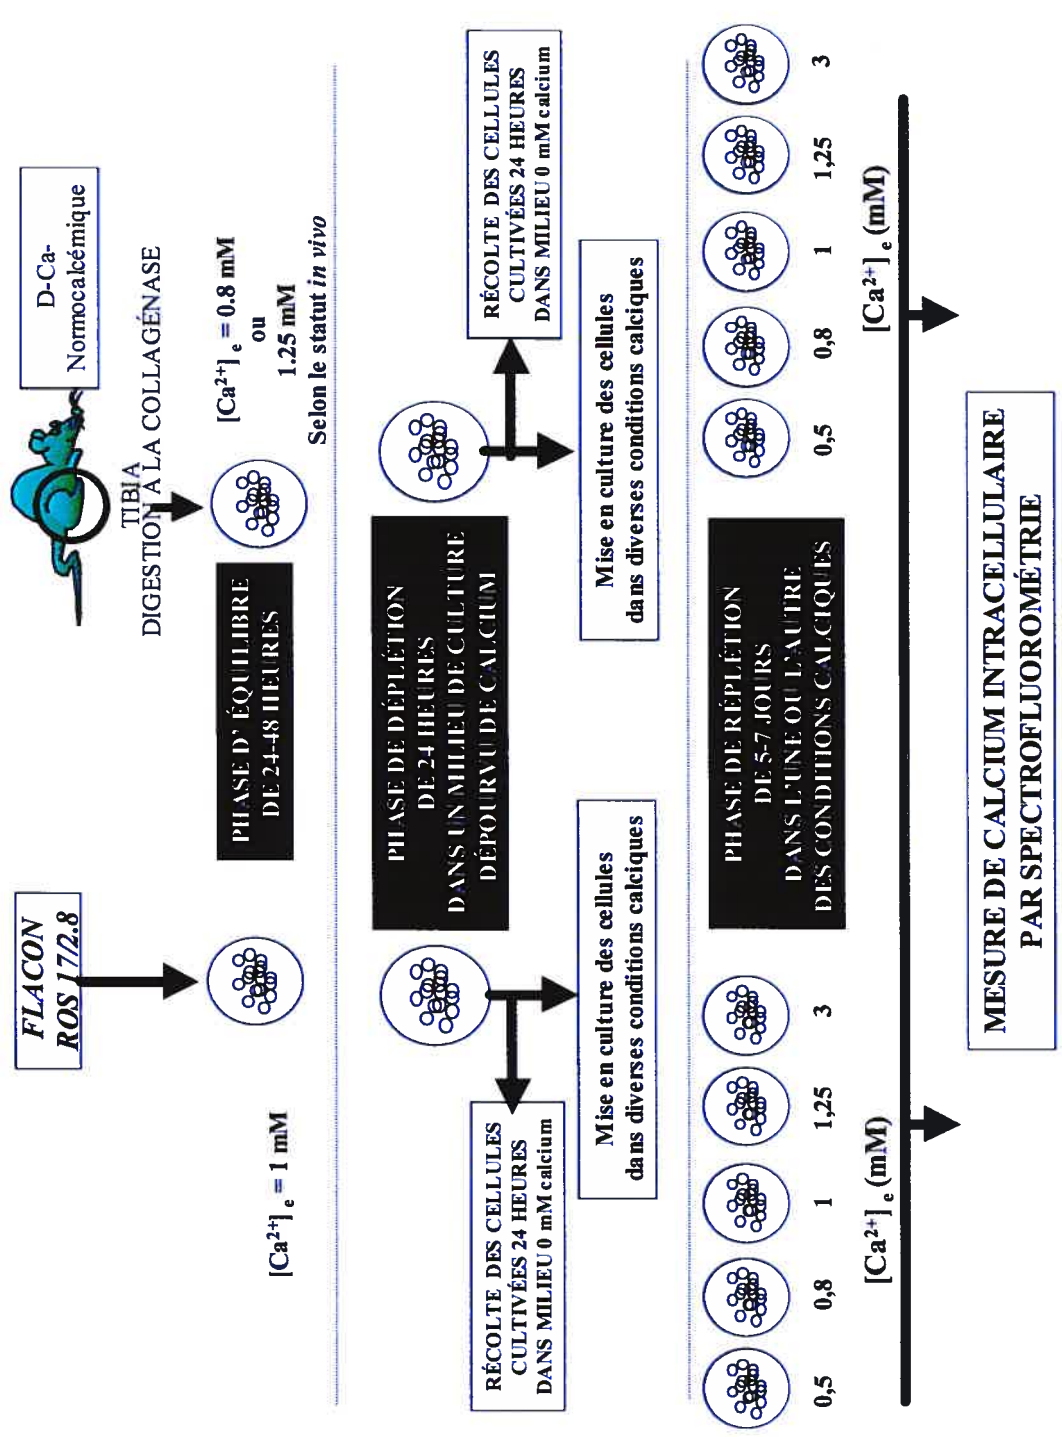 FLACON
ROS 17/2.8
D-Ca-
Normocalcémique
TIBIA
DIGESTION À LA COLLAGÉNASE
[Ca2+] e = 1 mM
PHASE D' ÉQUILIBRE
DE 24-48 HEURES
[Ca2+] e = 0.8 mM
ou
1.25 mM
Selon le statut in vivo
PHASE DE DÉPLÉTION
DE 24 HEURES
DANS UN MILIEU DE CULTURE
DÉPOURVU DE CALCIUM
RÉCOLTE DES CELLULES
CULTIVÉES 24 HEURES
DANS MILIEU 0 mM calcium
RÉCOLTE DES CELLULES
CULTIVÉES 24 HEURES
DANS MILIEU 0 mM calcium
Mise en culture des cellules
dans diverses conditions calciques
Mise en culture des cellules
dans diverses conditions calciques
PHASE DE RÉPLÉTION
DE 5-7 JOURS
DANS L'UNE OU L'AUTRE
DES CONDITIONS CALCIQUES
0,5 0,8 1 1,25 3
0,5 0,8 1 1,25 3
[Ca2+] e (mM)
[Ca2+] e (mM)
MESURE DE CALCIUM INTRACELLULAIRE
PAR SPECTROFLUOROMÉTRIE